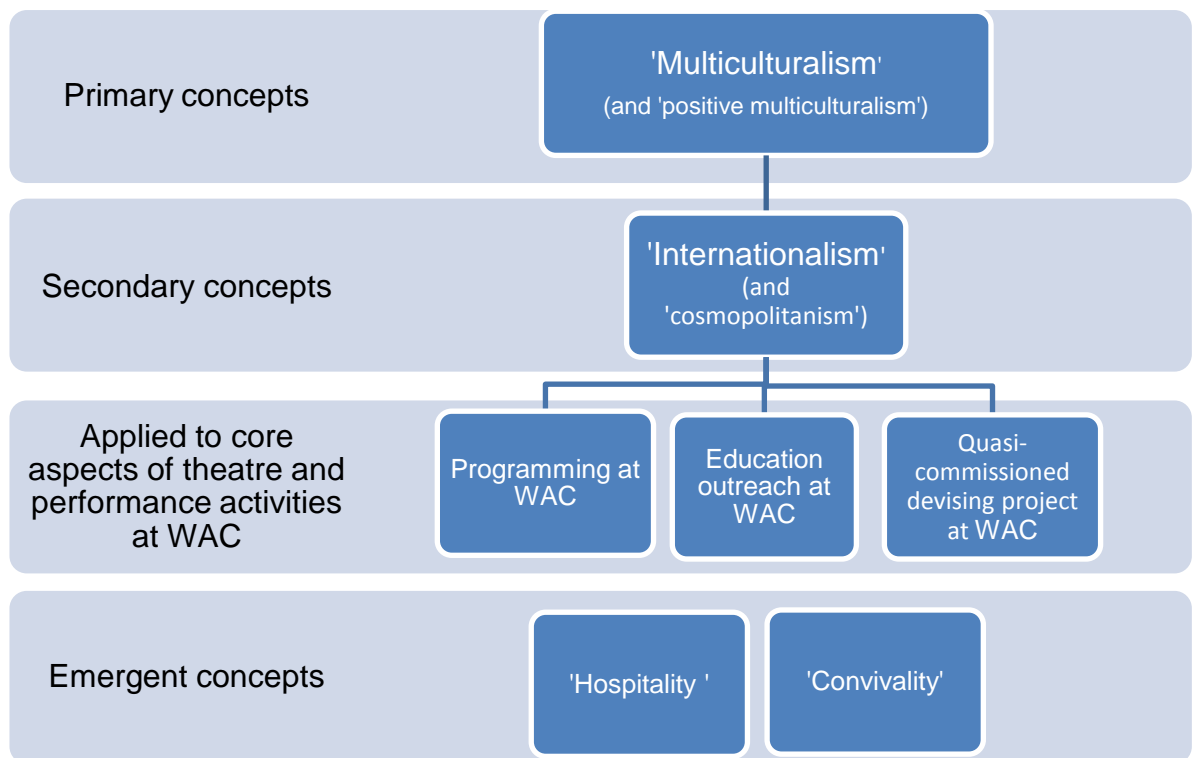 Primary concepts
'Multiculturalism'
(and 'positive multiculturalism')
Secondary concepts
'Internationalism'
(and
'cosmopolitanism')
Applied to core
aspects of theatre and
performance activities
at WAC
Programming at
WAC
Education
outreach at
WAC
Quasi-
commissioned
devising project
at WAC
Emergent concepts
'Hospitality '
'Convivality'